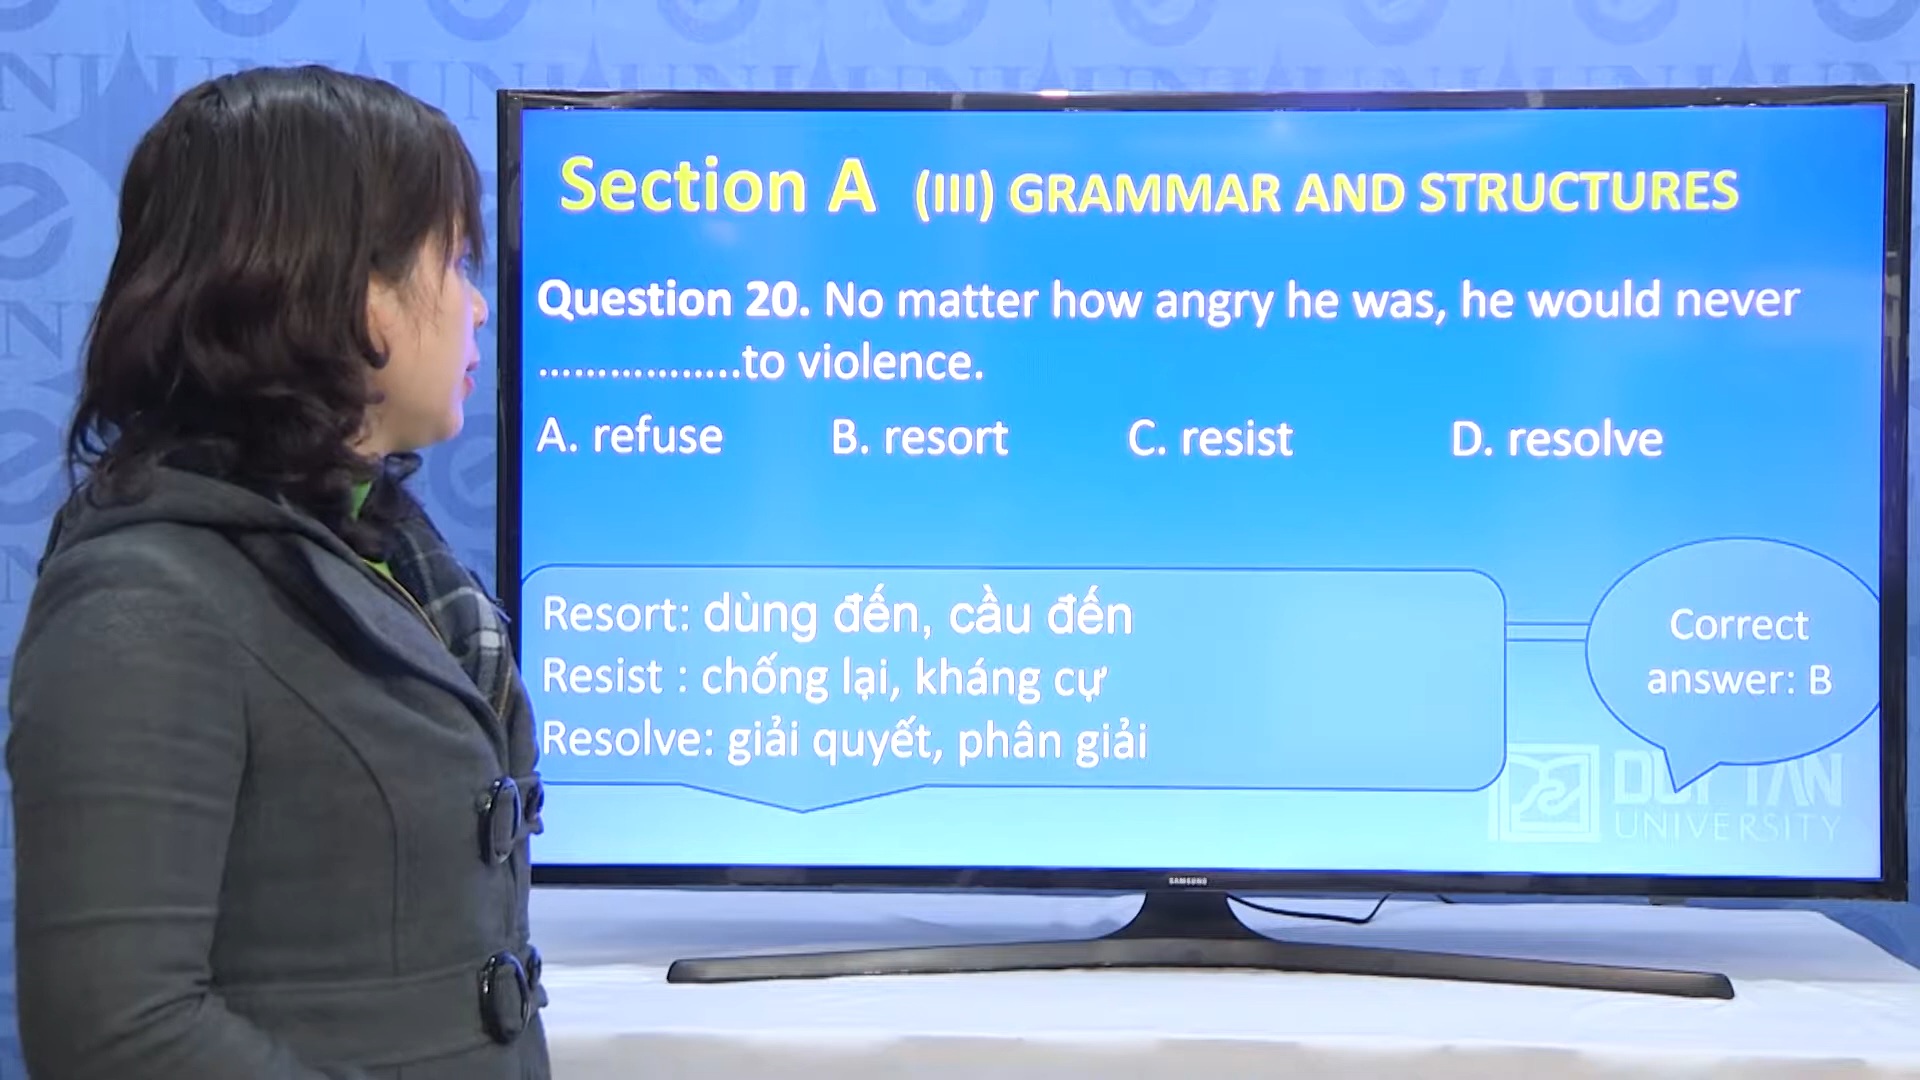 Section A (III) GRAMMAR AND STRUCTURES
Question 20. No matter how angry he was, he would never
……………..to violence.
A. refuse B. resort C. resist D. resolve
Resort: dùng đến, cầu đến
Resist : chống lại, kháng cự
Resolve: giải quyết, phân giải
Correct
answer: B
DUY TAN
UNIVERSITY
SAMSUNG